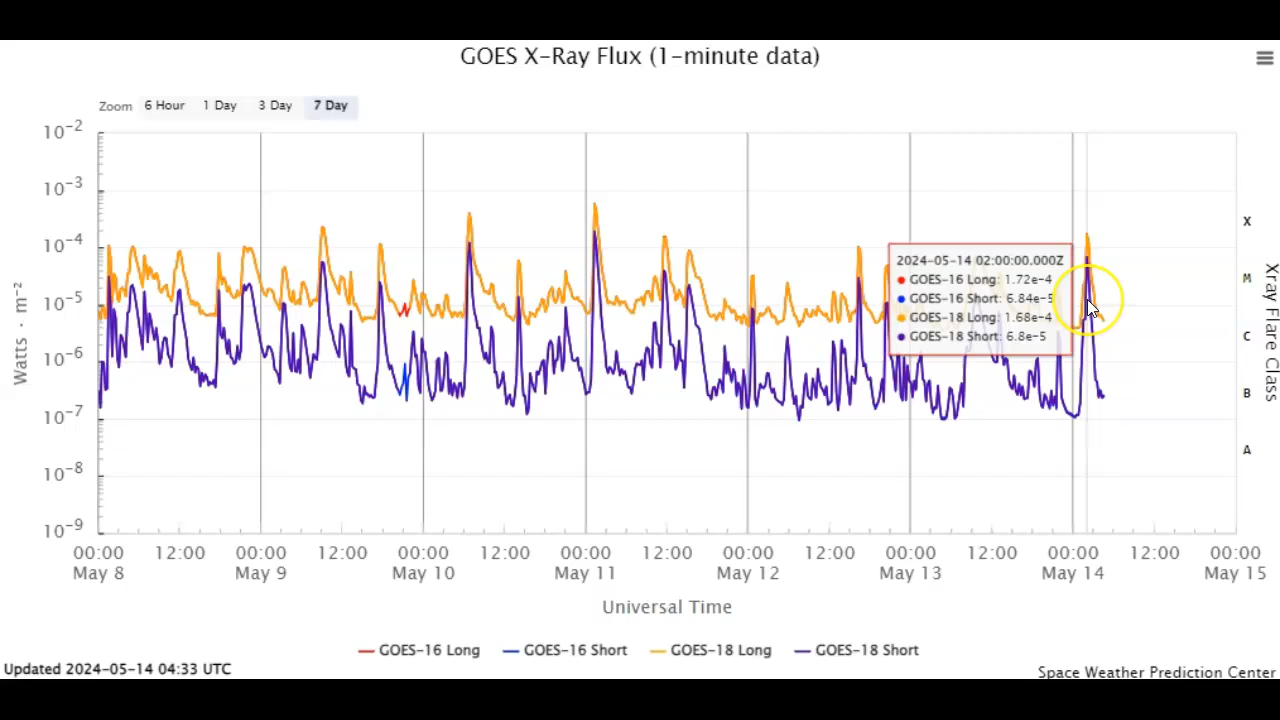 GOES X-Ray Flux (1-minute data)
Zoom 6 Hour 1 Day 3 Day 7 Day
10⁻²
10⁻³
10⁻⁴
10⁻⁵
10⁻⁶
10⁻⁷
10⁻⁸
10⁻⁹
Watts · m⁻²
X
M
C
B
A
Xray Flare Class
2024-05-14 02:00:00.000Z
GOES-16 Long: 1.72e-4
GOES-16 Short: 6.84e-5
GOES-18 Long: 1.68e-4
GOES-18 Short: 6.8e-5
00:00 12:00 00:00 12:00 00:00 12:00 00:00 12:00 00:00 12:00 00:00 12:00 00:00 12:00 00:00
May 8 May 9 May 10 May 11 May 12 May 13 May 14 May 15
Universal Time
GOES-16 Long GOES-16 Short GOES-18 Long GOES-18 Short
Updated 2024-05-14 04:33 UTC
Space Weather Prediction Center